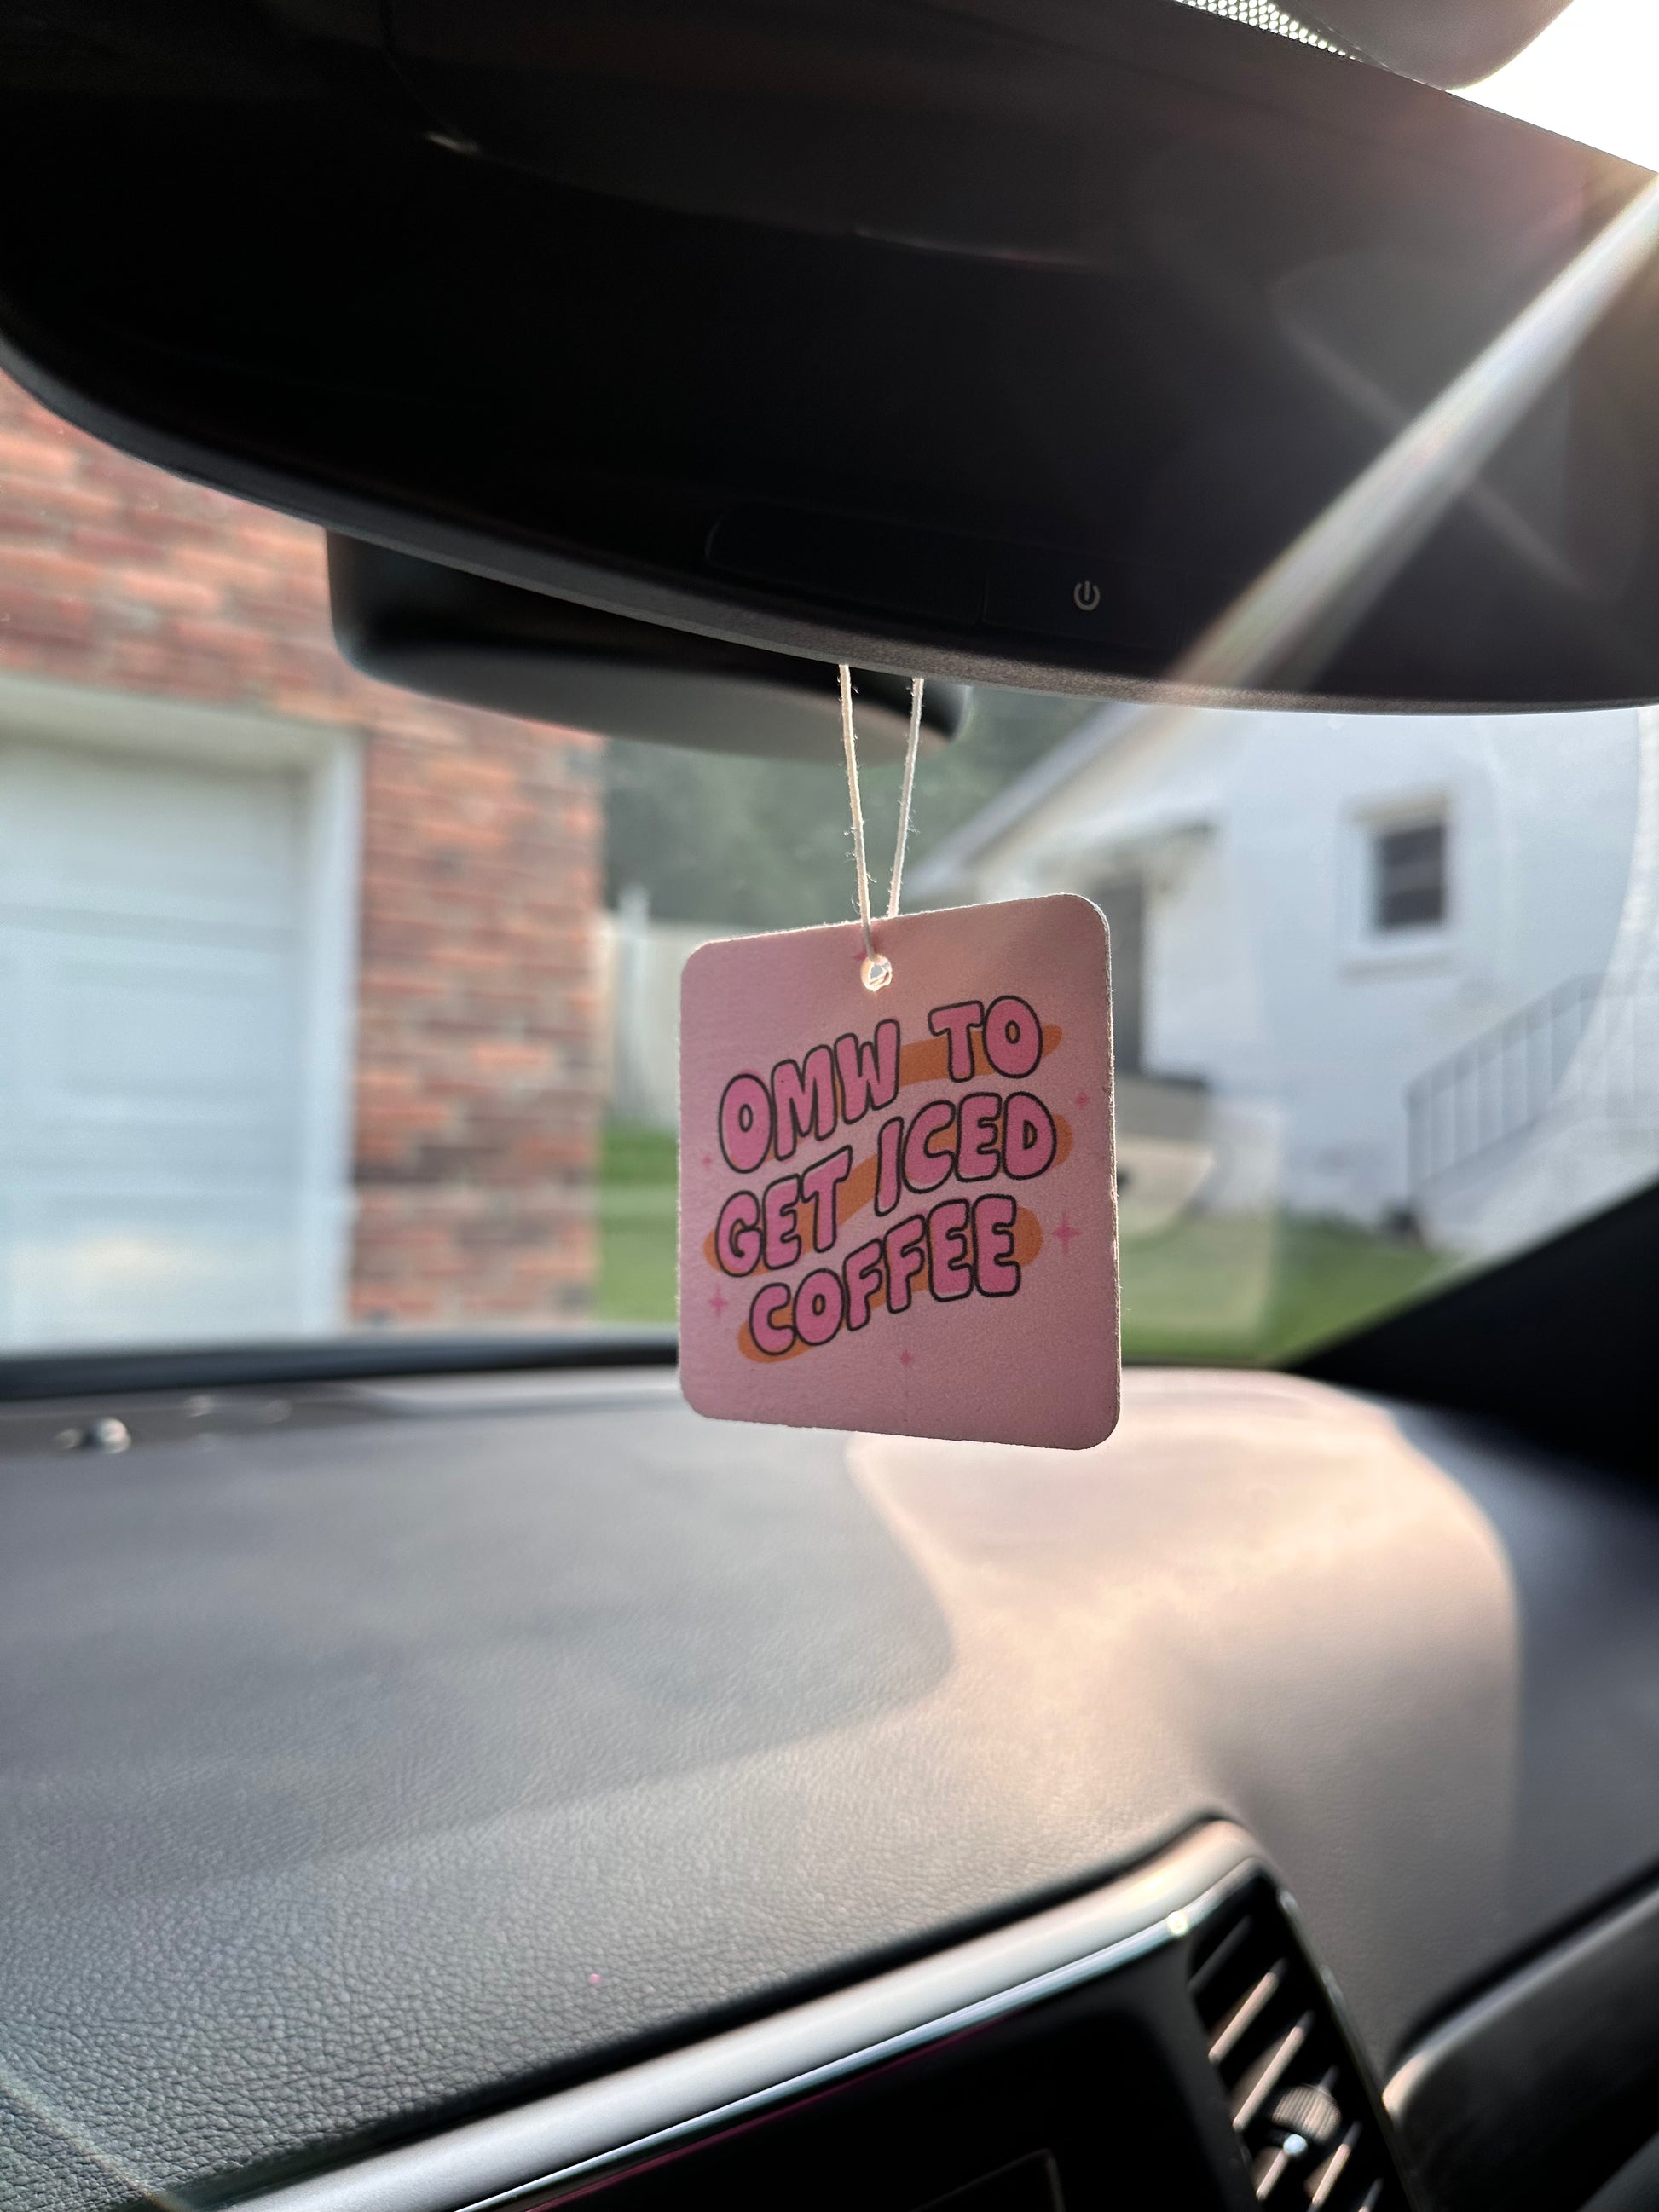 OMW TO
GET ICED
COFFEE